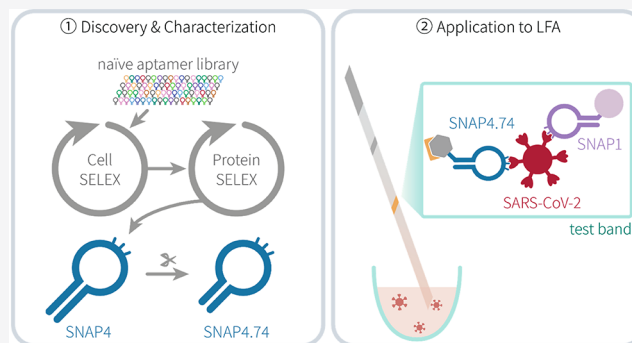 ① Discovery & Characterization
naïve aptamer library
Cell
SELEX
Protein
SELEX
SNAP4
SNAP4.74
② Application to LFA
SNAP4.74
SNAP1
SARS-CoV-2
test band